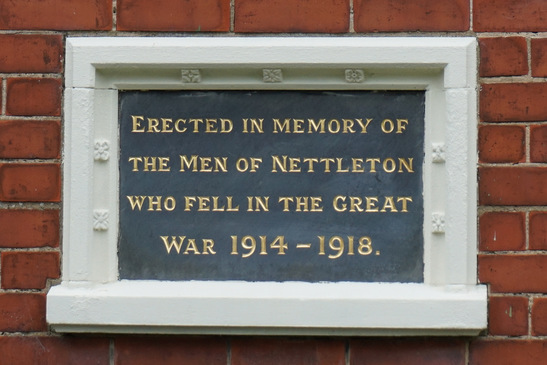 Erected in memory of
the Men of Nettleton
who fell in the Great
War 1914 – 1918.